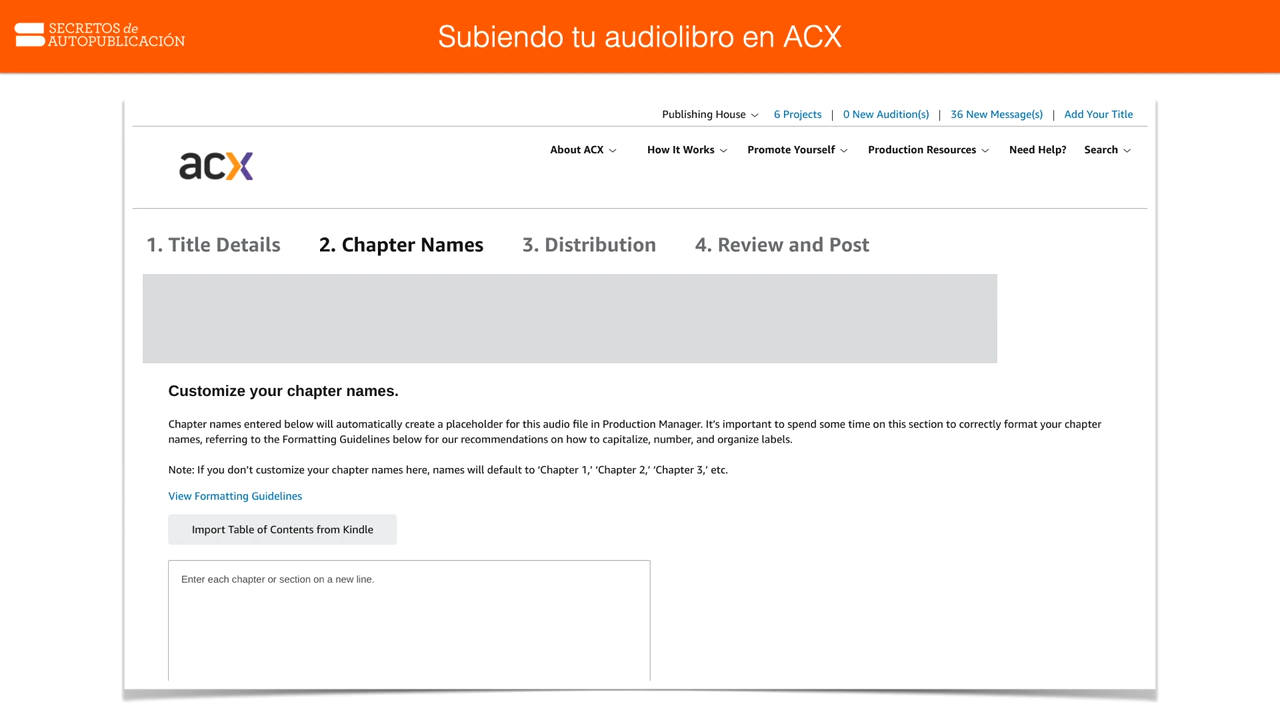 SECRETOS de
AUTOPUBLICACIÓN
Subiendo tu audiolibro en ACX
Publishing House 6 Projects | 0 New Audition(s) | 36 New Message(s) | Add Your Title
acx
About ACX How It Works Promote Yourself Production Resources Need Help? Search
1. Title Details 2. Chapter Names 3. Distribution 4. Review and Post
Customize your chapter names.
Chapter names entered below will automatically create a placeholder for this audio file in Production Manager. It’s important to spend some time on this section to correctly format your chapter
names, referring to the Formatting Guidelines below for our recommendations on how to capitalize, number, and organize labels.
Note: If you don’t customize your chapter names here, names will default to ‘Chapter 1,’ ‘Chapter 2,’ ‘Chapter 3,’ etc.
View Formatting Guidelines
Import Table of Contents from Kindle
Enter each chapter or section on a new line.